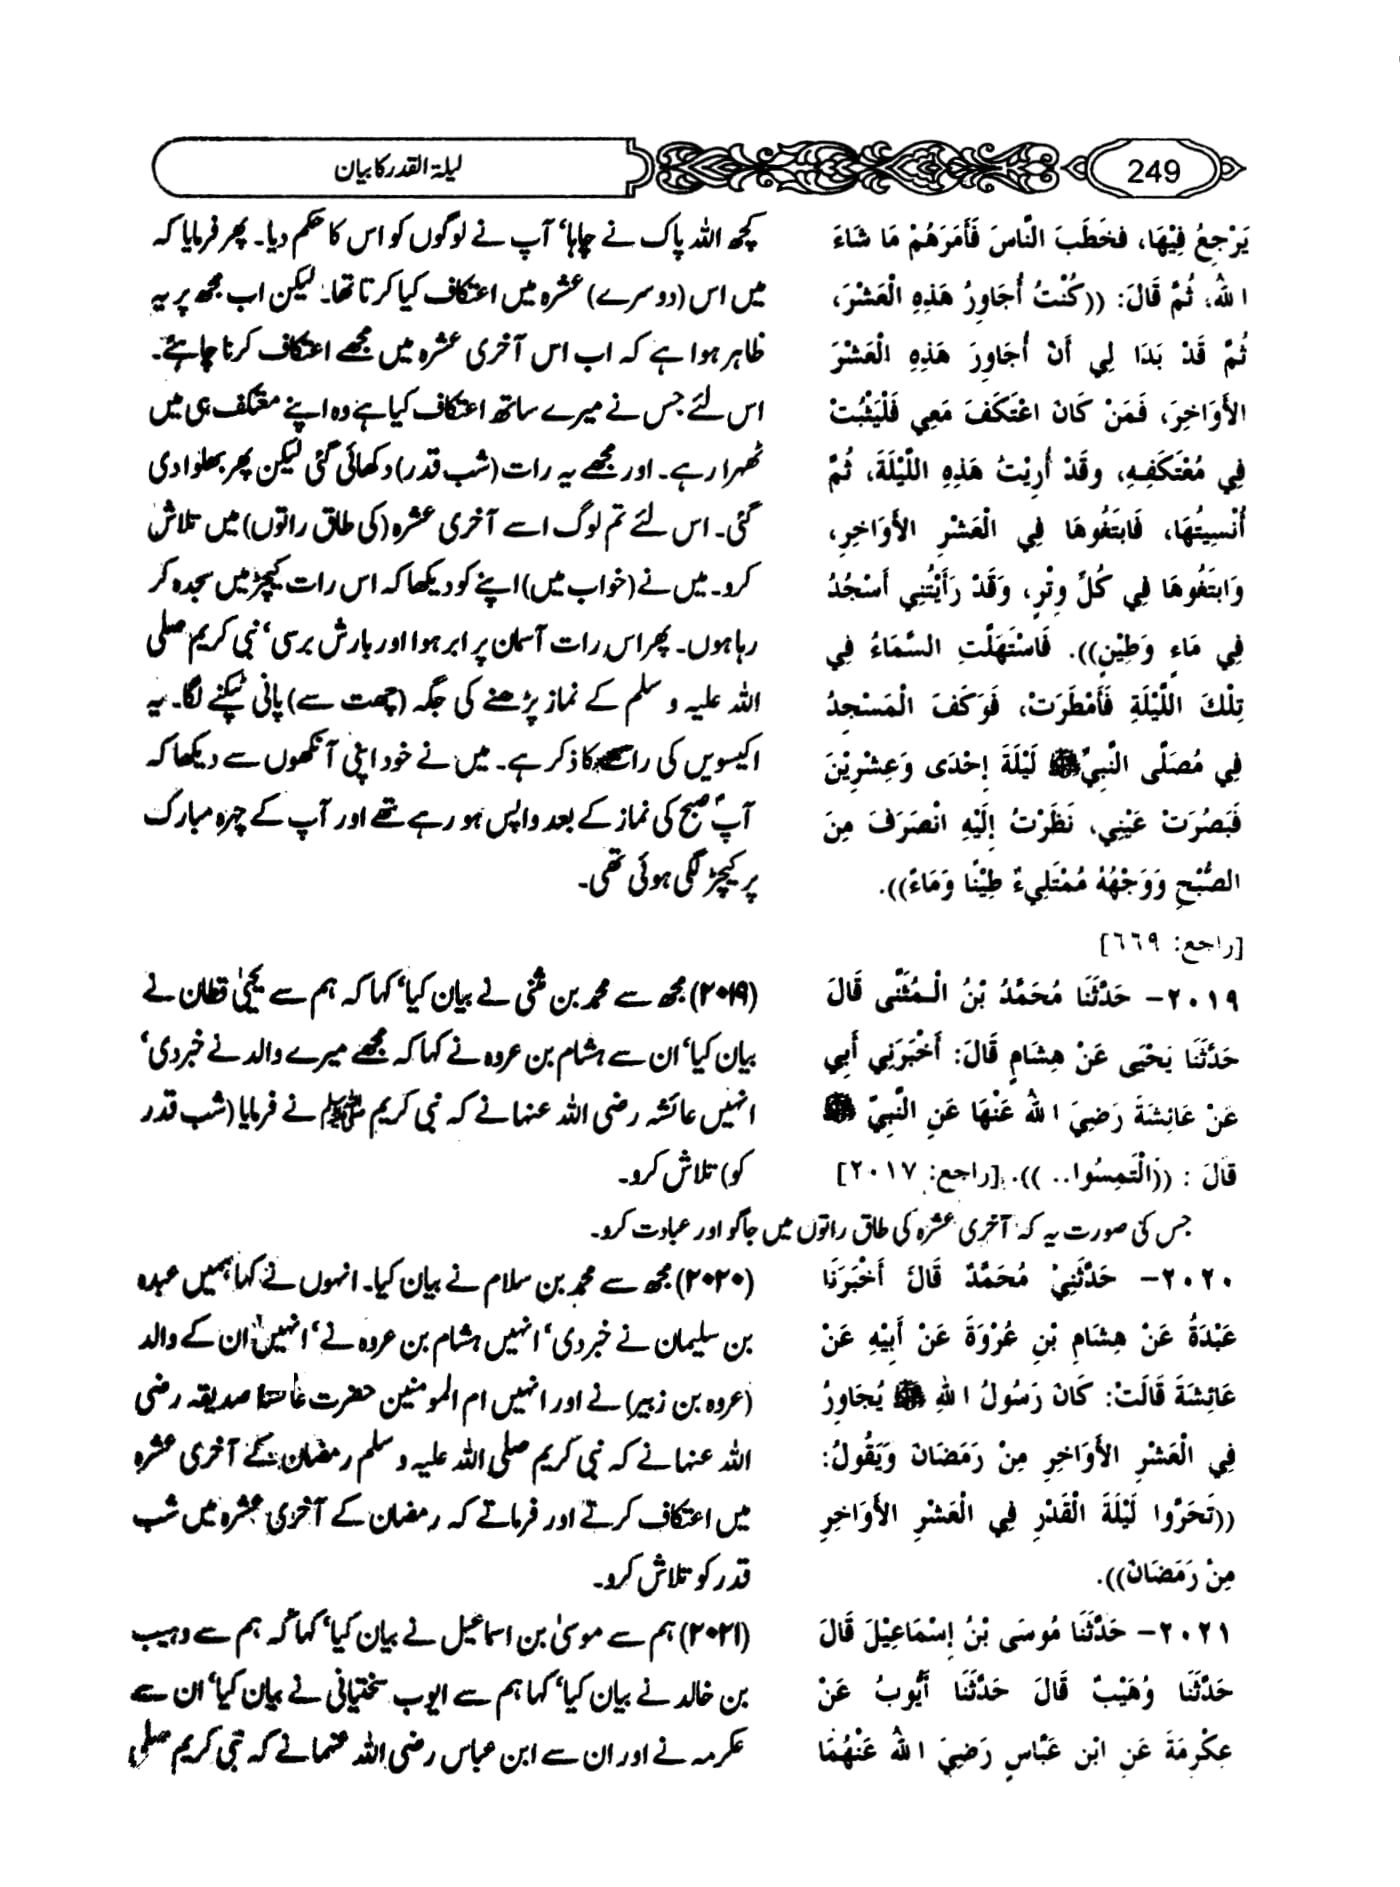 249
لیلۃ القدر کا بیان
يَرْجِعُ فِيْهَا، فَخَطَبَ النَّاسَ فَأَمَرَهُمْ مَا شَاءَ
اللهُ، ثُمَّ قَالَ: ((كُنْتُ أُجَاوِرُ هَذِهِ الْعَشْرَ،
ثُمَّ قَدْ بَدَا لِي أَنْ أُجَاوِرَ هَذِهِ الْعَشْرَ
الأَوَاخِرَ، فَمَنْ كَانَ اعْتَكَفَ مَعِي فَلْيَثْبُتْ
فِي مُعْتَكَفِهِ، وَقَدْ أُرِيْتُ هَذِهِ اللَّيْلَةَ، ثُمَّ
أُنْسِيتُهَا، فَابْتَغُوهَا فِي الْعَشْرِ الأَوَاخِرِ،
وَابتَغُوهَا فِي كُلِّ وِتْرٍ، وَقَدْ رَأَيْتُنِي أَسْجُدُ
فِي مَاءٍ وَطِيْنٍ)). فَاسْتَهَلَّتِ السَّمَاءُ فِي
تِلْكَ اللَّيْلَةِ فَأَمْطَرَتْ، فَوَكَفَ الْمَسْجِدُ
فِي مُصَلَّى النَّبِيِّ ﷺ لَيْلَةَ إِحْدَى وَعِشْرِيْنَ
فَبَصُرَتْ عَيْنِي، نَظَرْتُ إِلَيْهِ انْصَرَفَ مِنَ
الصُّبْحِ وَوَجْهُهُ مُمْتَلِيءٌ طِيْنًا وَمَاءً)).
[راجع: ٦٦٩]
کچھ اللہ پاک نے چاہا‘ آپ نے لوگوں کو اس کا حکم دیا۔ پھر فرمایا کہ
میں اس (دوسرے) عشرہ میں اعتکاف کیا کرتا تھا۔ لیکن اب مجھ پر یہ
ظاہر ہوا ہے کہ اب اس آخری عشرہ میں مجھے اعتکاف کرنا چاہئے۔
اس لئے جس نے میرے ساتھ اعتکاف کیا ہے وہ اپنے معتکف ہی میں
ٹھہرا رہے۔ اور مجھے یہ رات (شب قدر) دکھائی گئی لیکن پھر بھلوا دی
گئی۔ اس لئے تم لوگ اسے آخری عشرہ (کی طاق راتوں) میں تلاش
کرو۔ میں نے (خواب میں) اپنے کو دیکھا کہ اس رات کیچڑ میں سجدہ کر
رہا ہوں۔ پھر اس رات آسمان پر ابر ہوا اور بارش برسی‘ نبی کریم صلی
اللہ علیہ و سلم کے نماز پڑھنے کی جگہ (چھت سے) پانی ٹپکنے لگا۔ یہ
اکیسویں کی رات کا ذکر ہے۔ میں نے خود اپنی آنکھوں سے دیکھا کہ
آپؐ صبح کی نماز کے بعد واپس ہو رہے تھے اور آپ کے چہرہ مبارک
پر کیچڑ لگی ہوئی تھی۔
٢٠١٩- حَدَّثَنَا مُحَمَّدُ بْنُ الْمُثَنَّى قَالَ
حَدَّثَنَا يَحْيَى عَنْ هِشَامٍ قَالَ: أَخْبَرَنِي أَبِي
عَنْ عَائِشَةَ رَضِيَ اللهُ عَنْهَا عَنِ النَّبِيِّ ﷺ
قَالَ : ((الْتَمِسُوا.. )). [راجع: ٢٠١٧]
(۲۰۱۹) مجھ سے محمد بن مثنی نے بیان کیا‘ کہا کہ ہم سے یحییٰ قطان نے
بیان کیا‘ ان سے ہشام بن عروہ نے کہا کہ مجھے میرے والد نے خبر دی‘
انہیں عائشہ رضی اللہ عنہا نے کہ نبی کریم ﷺ نے فرمایا (شب قدر
کو) تلاش کرو۔
جس کی صورت یہ کہ آخری عشرہ کی طاق راتوں میں جاگو اور عبادت کرو۔
٢٠٢٠- حَدَّثَنِيْ مُحَمَّدٌ قَالَ أَخْبَرَنَا
عَبْدَةُ عَنْ هِشَامِ بْنِ عُرْوَةَ عَنْ أَبِيْهِ عَنْ
عَائِشَةَ قَالَتْ: كَانَ رَسُولُ اللهِ ﷺ يُجَاوِرُ
فِي الْعَشْرِ الأَوَاخِرِ مِنْ رَمَضَانَ وَيَقُولُ:
((تَحَرَّوا لَيْلَةَ الْقَدْرِ فِي الْعَشْرِ الأَوَاخِرِ
مِنْ رَمَضَانَ)).
(۲۰۲۰) مجھ سے محمد بن سلام نے بیان کیا۔ انہوں نے کہا ہمیں عبدہ
بن سلیمان نے خبر دی‘ انہیں ہشام بن عروہ نے‘ انہیں ان کے والد
(عروہ بن زبیر) نے اور انہیں ام المومنین حضرت عائشہ صدیقہ رضی
اللہ عنہا نے کہ نبی کریم صلی اللہ علیہ و سلم رمضان کے آخری عشرہ
میں اعتکاف کرتے اور فرماتے کہ رمضان کے آخری عشرہ میں شب
قدر کو تلاش کرو۔
٢٠٢١- حَدَّثَنَا مُوسَى بْنُ إِسْمَاعِيْلَ قَالَ
حَدَّثَنَا وُهَيْبٌ قَالَ حَدَّثَنَا أَيُّوبُ عَنْ
عِكْرِمَةَ عَنِ ابْنِ عَبَّاسٍ رَضِيَ اللهُ عَنْهُمَا
(۲۰۲۱) ہم سے موسیٰ بن اسماعیل نے بیان کیا‘ کہا کہ ہم سے وہیب
بن خالد نے بیان کیا‘ کہا ہم سے ایوب سختیانی نے بیان کیا‘ ان سے
عکرمہ نے اور ان سے ابن عباس رضی اللہ عنہما نے کہ نبی کریم صلی